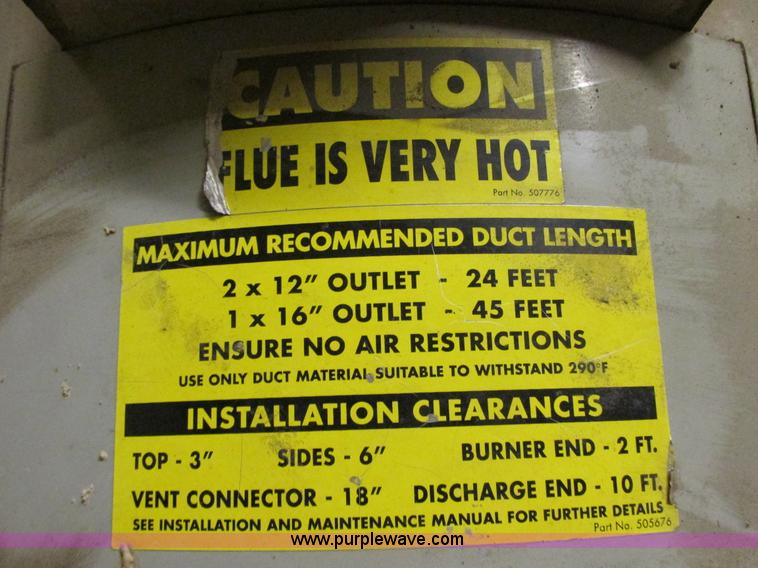 CAUTION
FLUE IS VERY HOT
Part No. 507776
MAXIMUM RECOMMENDED DUCT LENGTH
2 x 12" OUTLET - 24 FEET
1 x 16" OUTLET - 45 FEET
ENSURE NO AIR RESTRICTIONS
USE ONLY DUCT MATERIAL SUITABLE TO WITHSTAND 290°F
INSTALLATION CLEARANCES
TOP - 3" SIDES - 6" BURNER END - 2 FT.
VENT CONNECTOR - 18" DISCHARGE END - 10 FT.
SEE INSTALLATION AND MAINTENANCE MANUAL FOR FURTHER DETAILS
Part No. 505676
www.purplewave.com